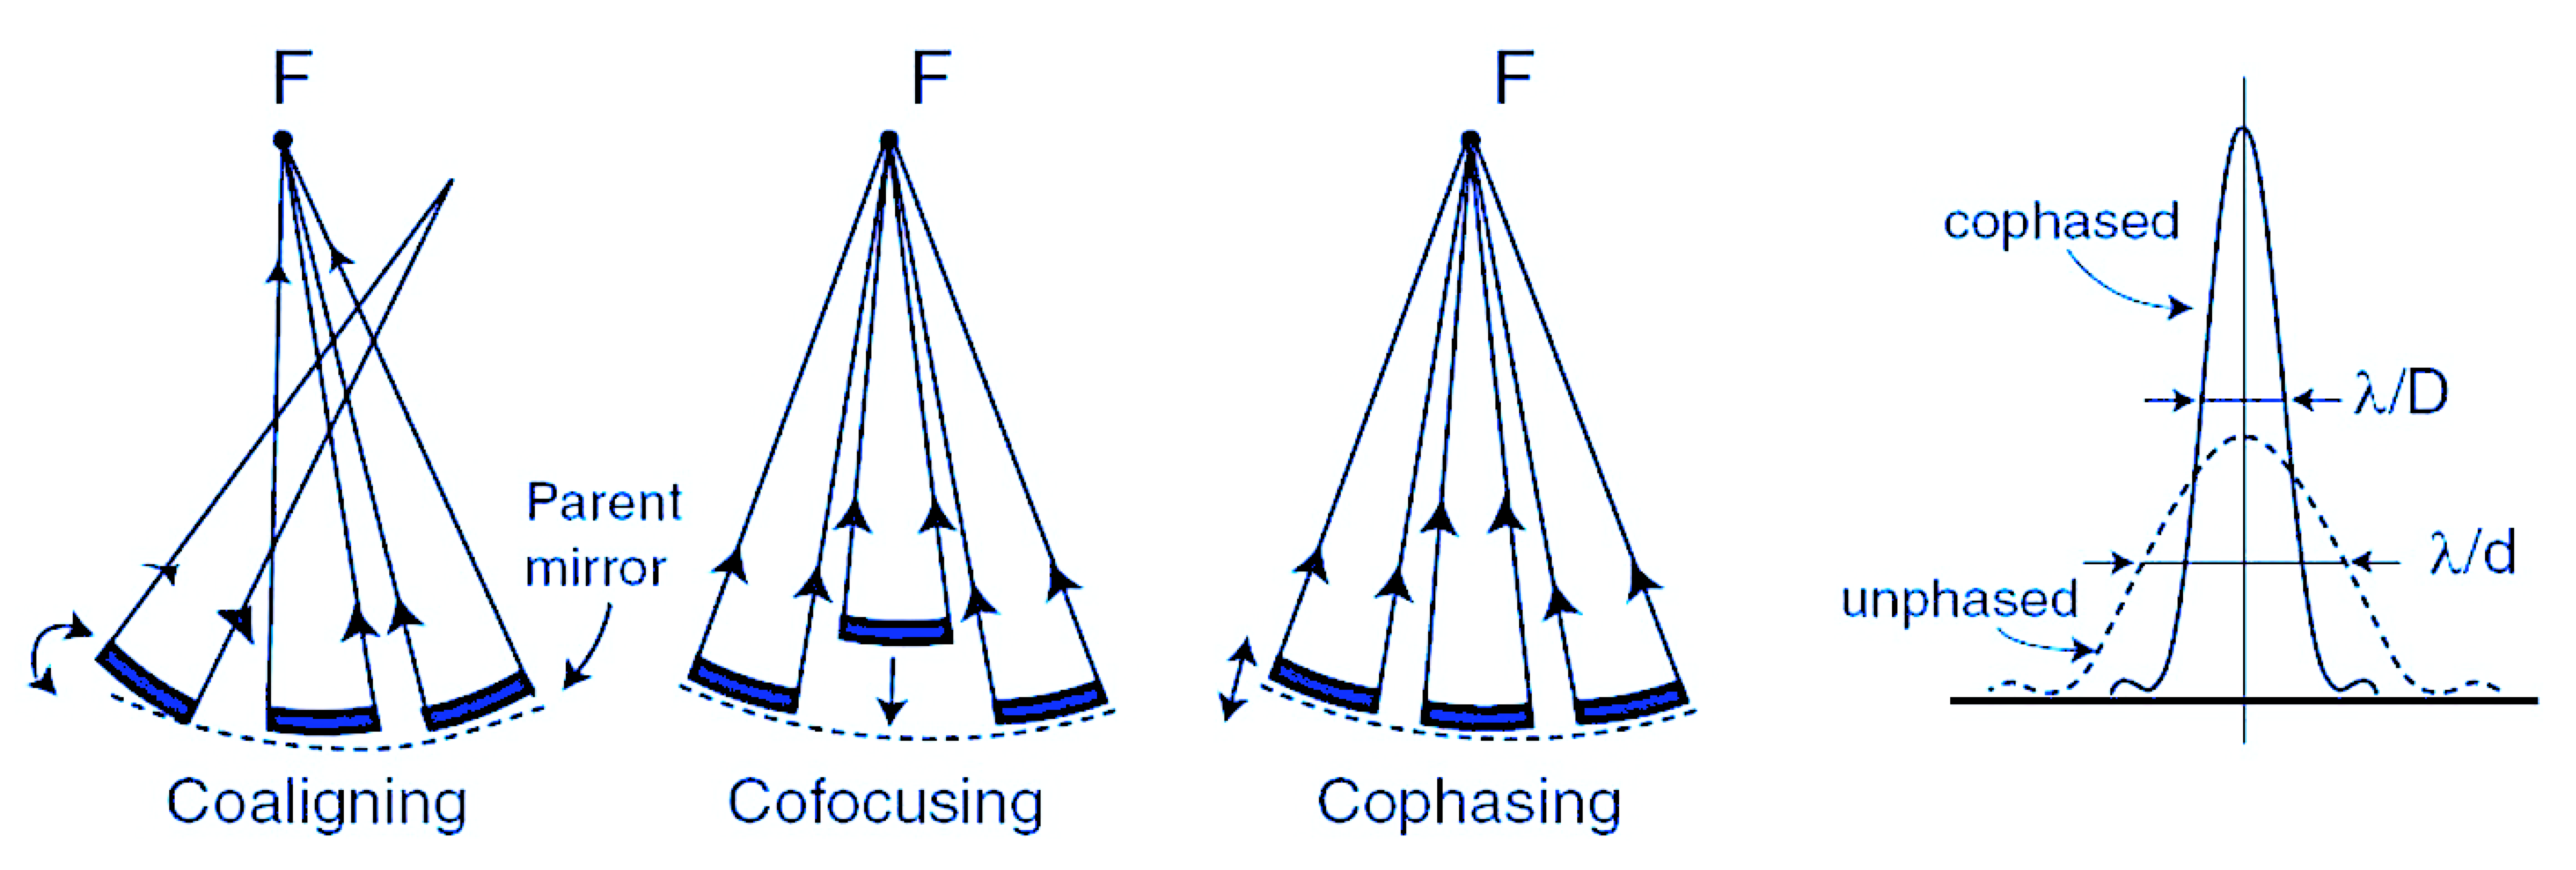 F
F
F
Parent
mirror
Coaligning
Cofocusing
Cophasing
cophased
λ/D
λ/d
unphased